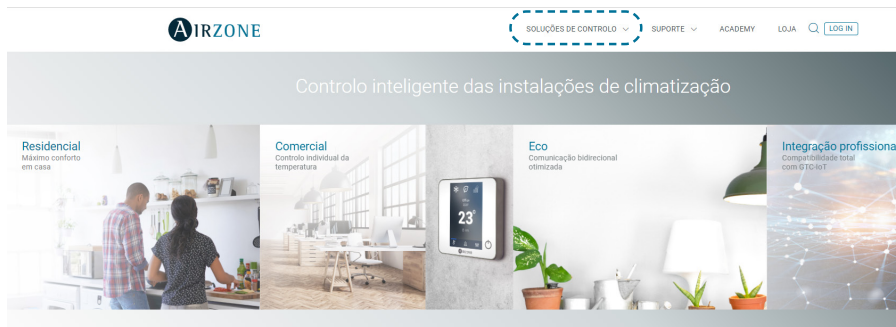 AIRZONE
SOLUÇÕES DE CONTROLO
SUPORTE
ACADEMY
LOJA
LOG IN
Controlo inteligente das instalações de climatização
Residencial
Máximo conforto
em casa
Comercial
Controlo individual da
temperatura
23°
AIRZONE
Eco
Comunicação bidirecional
otimizada
Integração profissiona
Compatibilidade total
com GTC-IoT